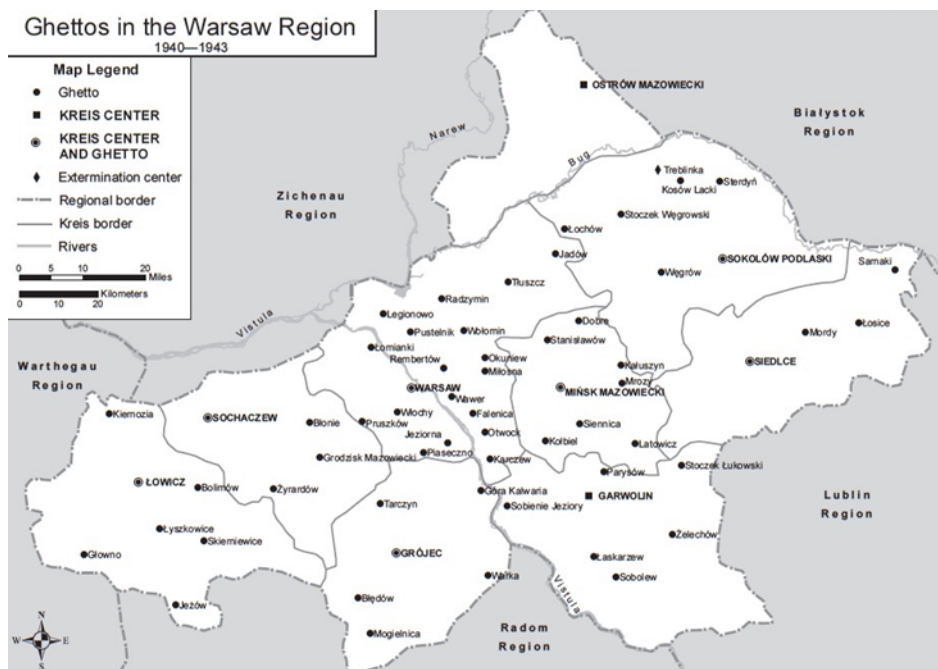 Ghettos in the Warsaw Region
1940—1943
Map Legend
Ghetto
KREIS CENTER
KREIS CENTER
AND GHETTO
Extermination center
Regional border
Kreis border
Rivers
0 5 10 20
Miles
Kilometers
0 10 20
OSTRÓW MAZOWIECKI
Białystok
Region
Narew
Bug
Treblinka
Kosów Lacki
Sterdyń
Zichenau
Region
Stoczek Węgrowski
Łochów
Jadów
SOKOLÓW PODLASKI
Sarnaki
Węgrów
Tłuszcz
Radzymin
Legionowo
Vistula
Dobre
Łosice
Pustelnik
Wołomin
Mordy
Stanisławów
Łomianki
Rembertów
Okuniew
Miłosna
Kałuszyn
SIEDLCE
Warthegau
Region
Mrozy
WARSAW
MIŃSK MAZOWIECKI
Wawer
Kiernozia
SOCHACZEW
Włochy
Falenica
Błonie
Pruszków
Siennica
Otwock
Jeziorna
Kołbiel
Latowicz
Piaseczno
Grodzisk Mazowiecki
Karczew
Stoczek Łukowski
Parysów
ŁOWICZ
Bolimów
Żyrardów
Góra Kalwaria
GARWOLIN
Lublin
Region
Tarczyn
Sobienie Jeziory
Łyszkowice
Żelechów
Skierniewice
Głowno
GRÓJEC
Łaskarzew
Warka
Sobolew
Błędów
Jeżów
Vistula
Mogielnica
Radom
Region
N
W E
S